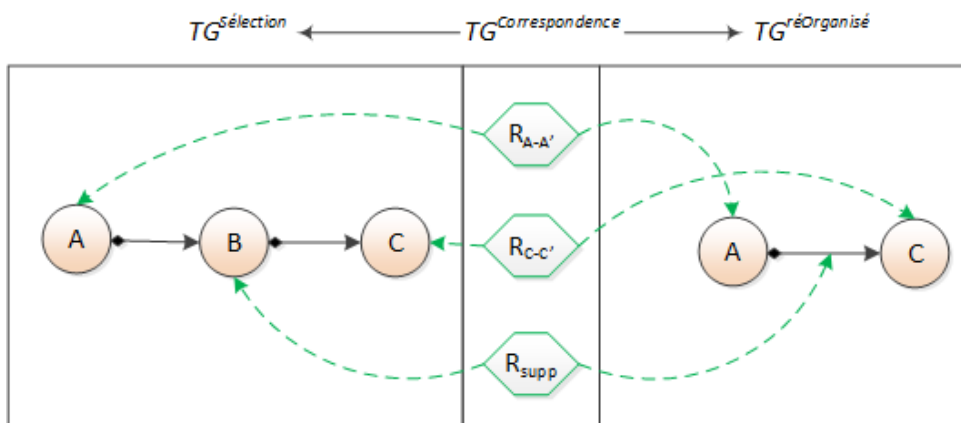 TG^Sélection TG^Correspondence TG^réOrganisé
R_A-A'
A B C R_C-C' A C
R_supp